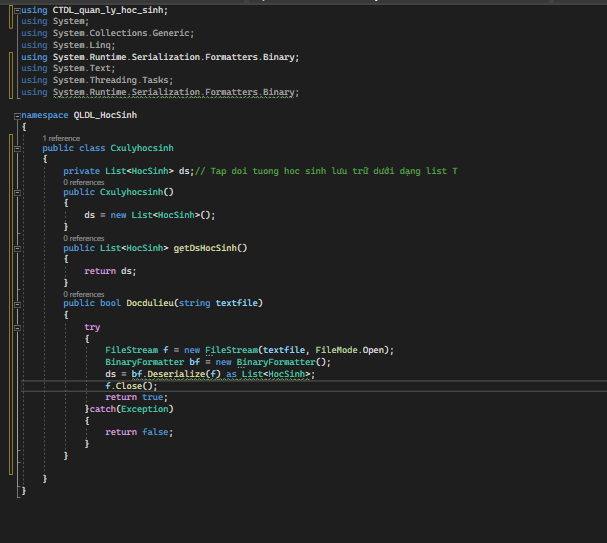 using CTDL_quan_ly_hoc_sinh;
using System;
using System.Collections.Generic;
using System.Linq;
using System.Runtime.Serialization.Formatters.Binary;
using System.Text;
using System.Threading.Tasks;
using System.Runtime.Serialization.Formatters.Binary;
namespace QLDL_HocSinh
{
1 reference
public class Cxulyhocsinh
{
private List<HocSinh> ds;// Tap doi tuong hoc sinh lưu trữ dưới dạng list T
0 references
public Cxulyhocsinh()
{
ds = new List<HocSinh>();
}
0 references
public List<HocSinh> getDsHocSinh()
{
return ds;
}
0 references
public bool Docdulieu(string textfile)
{
try
{
FileStream f = new FileStream(textfile, FileMode.Open);
BinaryFormatter bf = new BinaryFormatter();
ds = bf.Deserialize(f) as List<HocSinh>;
f.Close();
return true;
}catch(Exception)
{
return false;
}
}
}
}